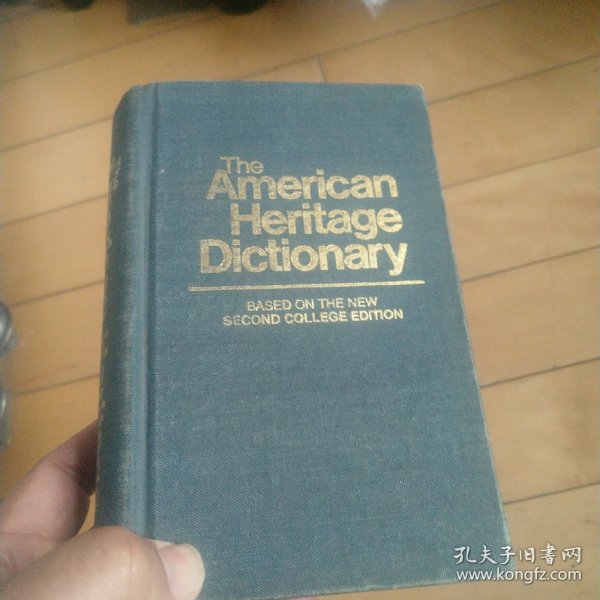 The
American
Heritage
Dictionary
BASED ON THE NEW
SECOND COLLEGE EDITION
孔夫子旧书网
www.kongfz.com